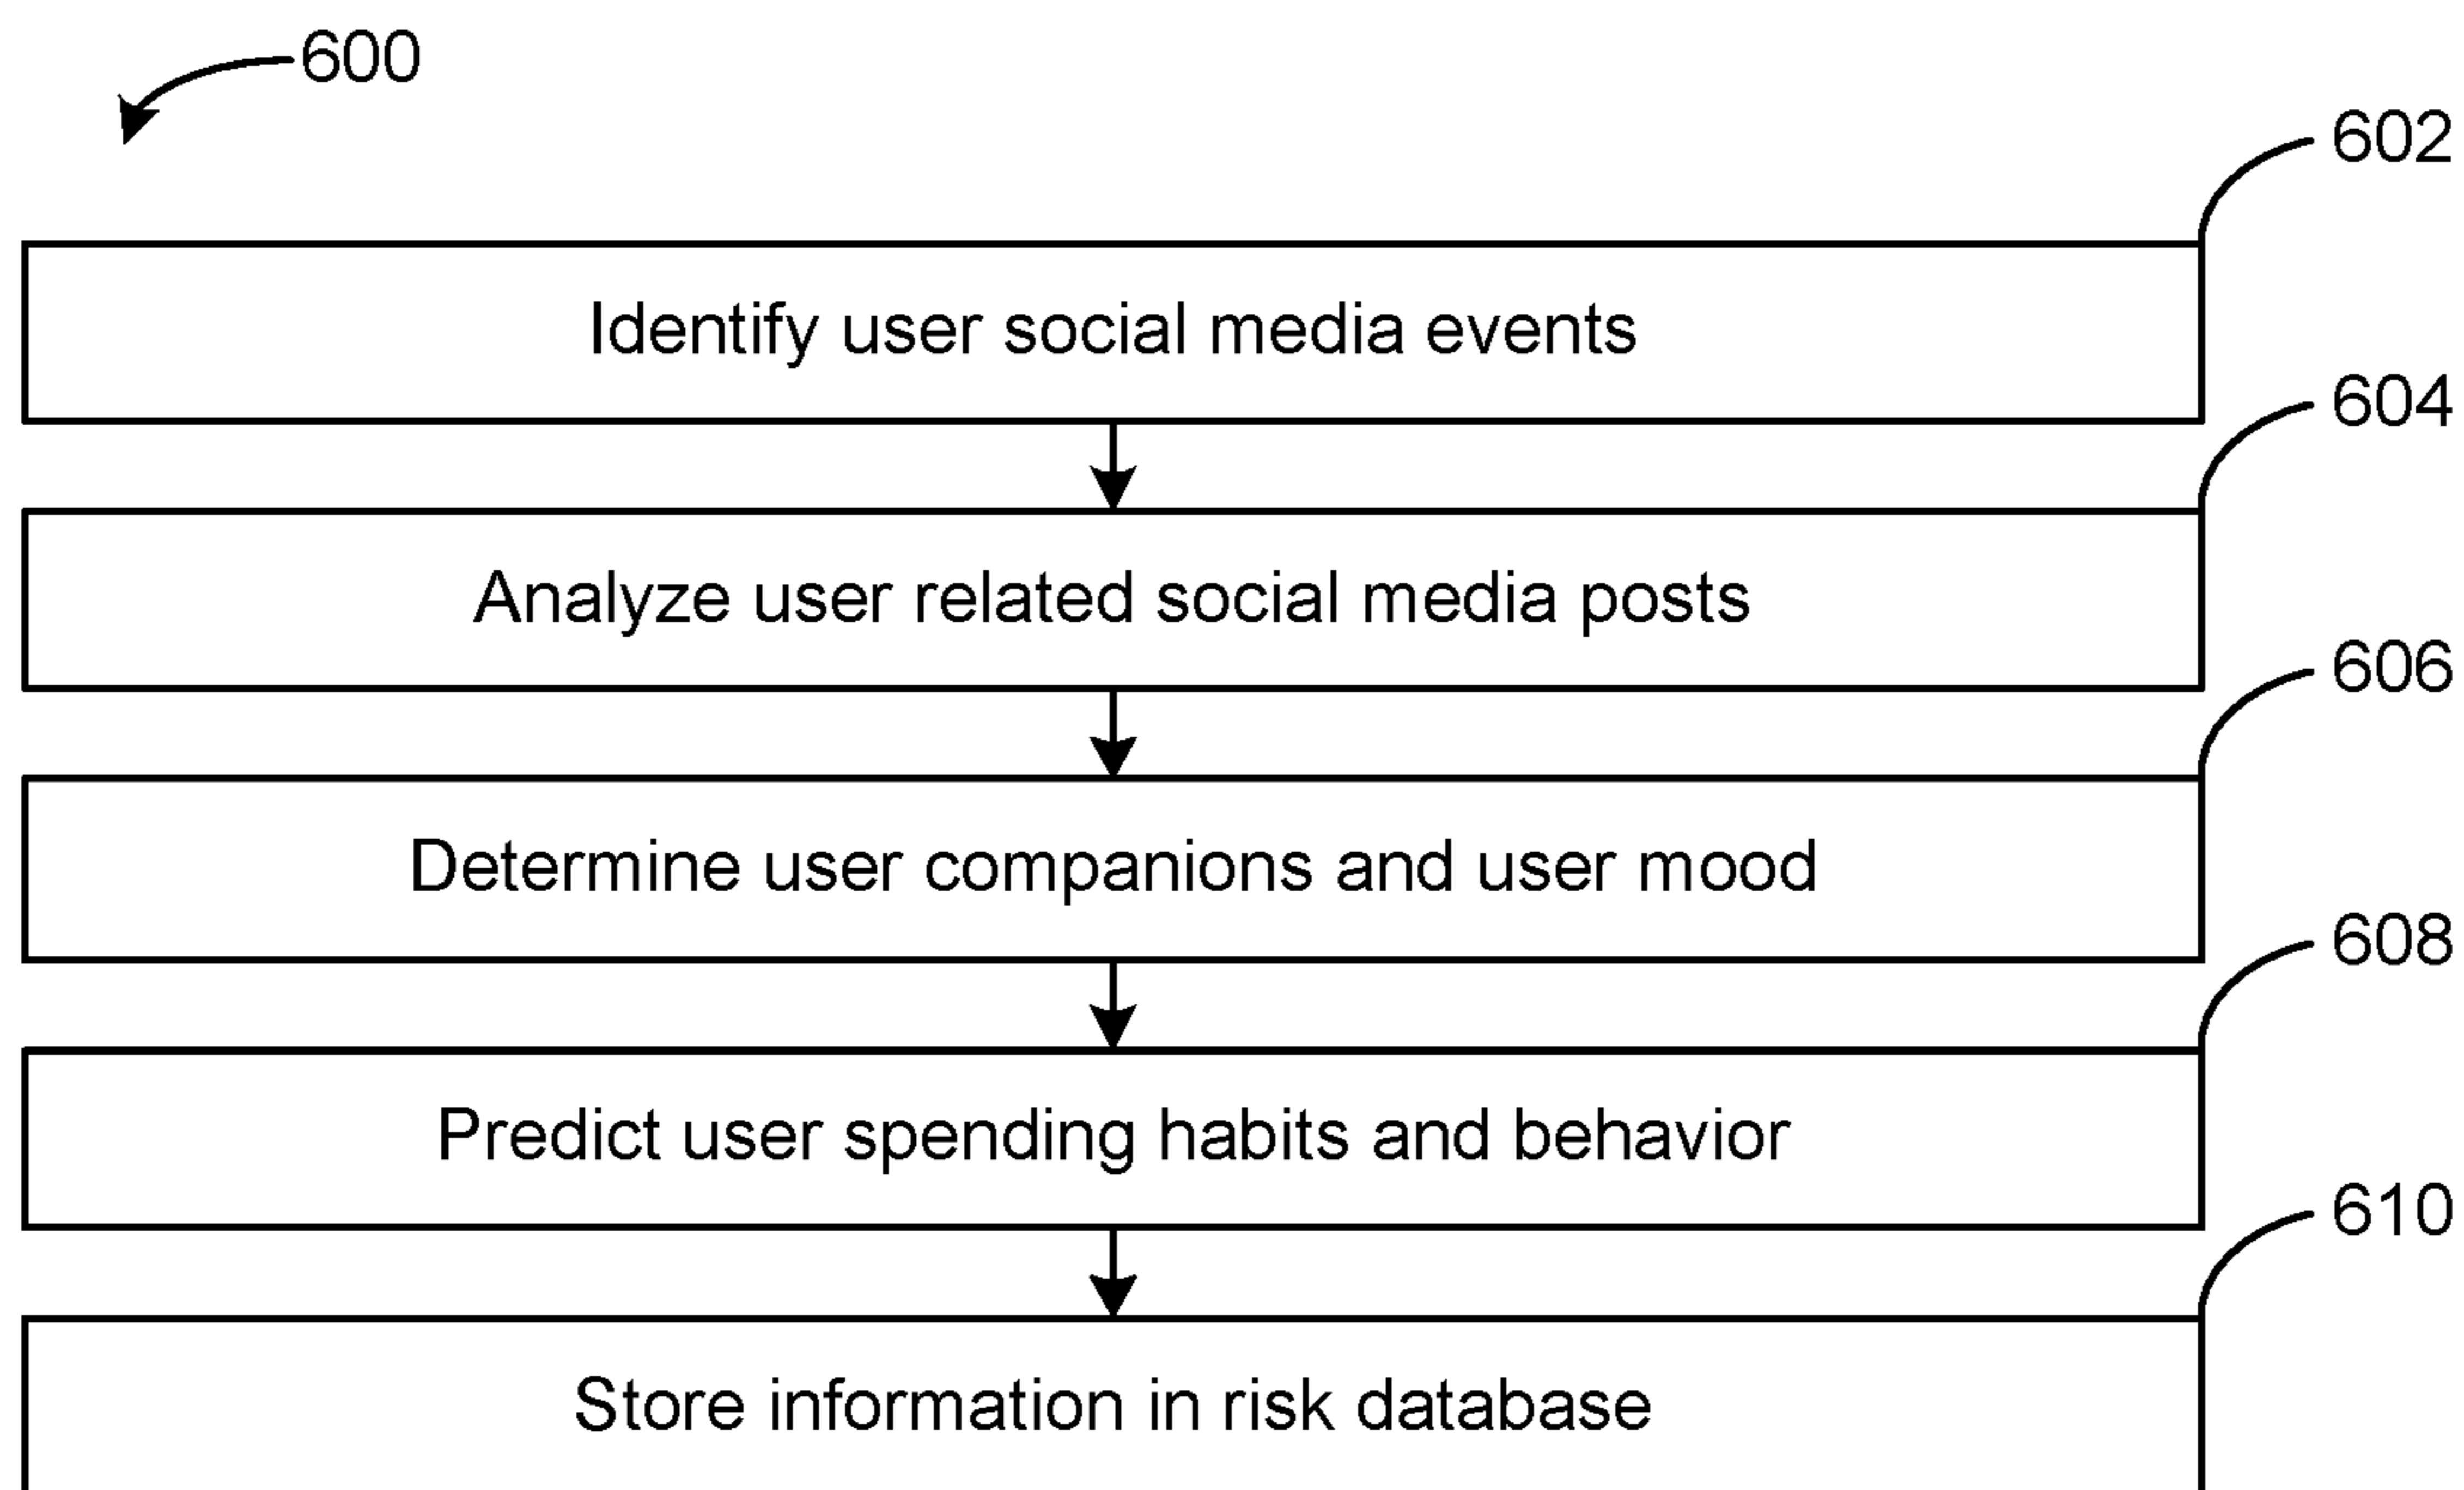 600
602
Identify user social media events
604
Analyze user related social media posts
606
Determine user companions and user mood
608
Predict user spending habits and behavior
610
Store information in risk database